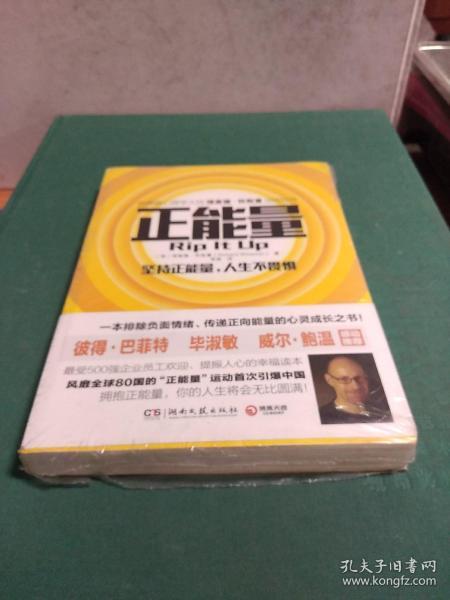 正能量
Rip It Up
坚持正能量，人生不畏惧
一本排除负面情绪、传递正向能量的心灵成长之书！
彼得·巴菲特 毕淑敏 威尔·鲍温
最受500强企业员工欢迎、提振人心的幸福读本
风靡全球80国的“正能量”运动首次引爆中国
拥抱正能量，你的人生将会无比圆满！
湖南文艺出版社 博集天卷
孔夫子旧书网
www.kongfz.com